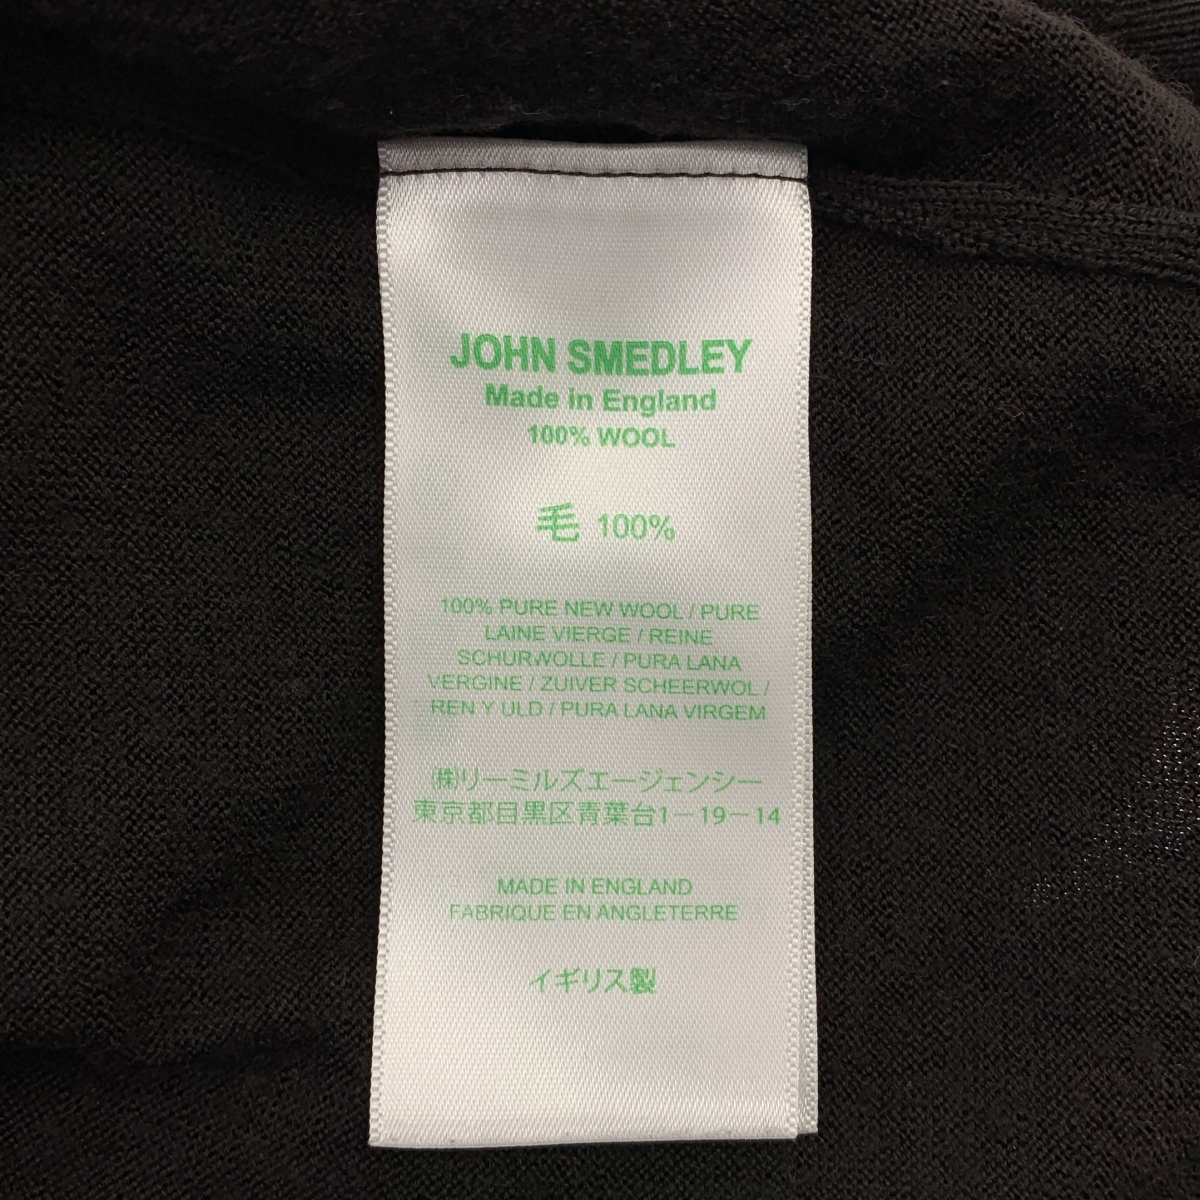 JOHN SMEDLEY
Made in England
100% WOOL
毛 100%
100% PURE NEW WOOL / PURE
LAINE VIERGE / REINE
SCHURWOLLE / PURA LANA
VERGINE / ZUIVER SCHEERWOL /
REN Y ULD / PURA LANA VIRGEM
㈱リーミルズエージェンシー
東京都目黒区青葉台1－19－14
MADE IN ENGLAND
FABRIQUE EN ANGLETERRE
イギリス製